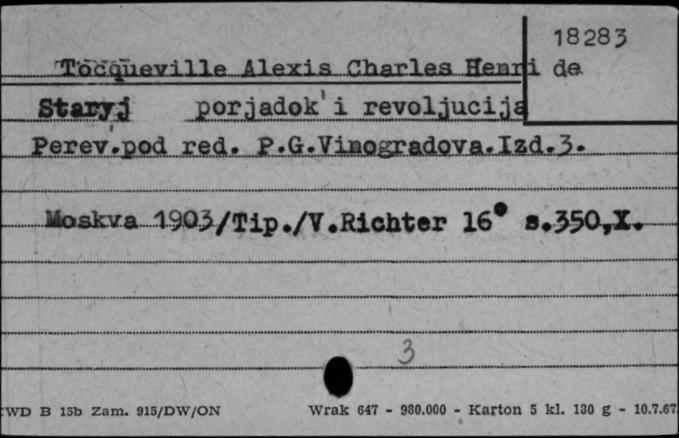 18283
Tocqueville Alexis Charles Henri de
Staryj porjadok' i revoljucija
Perev.pod red. P.G.Vinogradova.Izd.3.
Moskva 1903/Tip./V.Richter 16° s.350,X.
3
WD B 15b Zam. 915/DW/ON Wrak 647 - 980.000 - Karton 5 kl. 130 g - 10.7.67